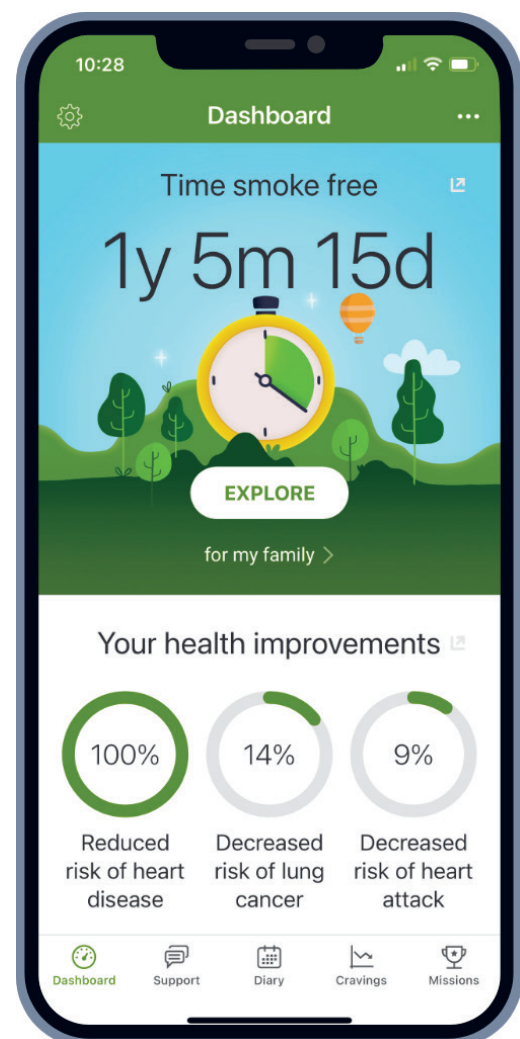 10:28
Dashboard
Time smoke free
1y 5m 15d
EXPLORE
for my family >
Your health improvements
100% 14% 9%
Reduced Decreased Decreased
risk of heart risk of lung risk of heart
disease cancer attack
Dashboard Support Diary Cravings Missions